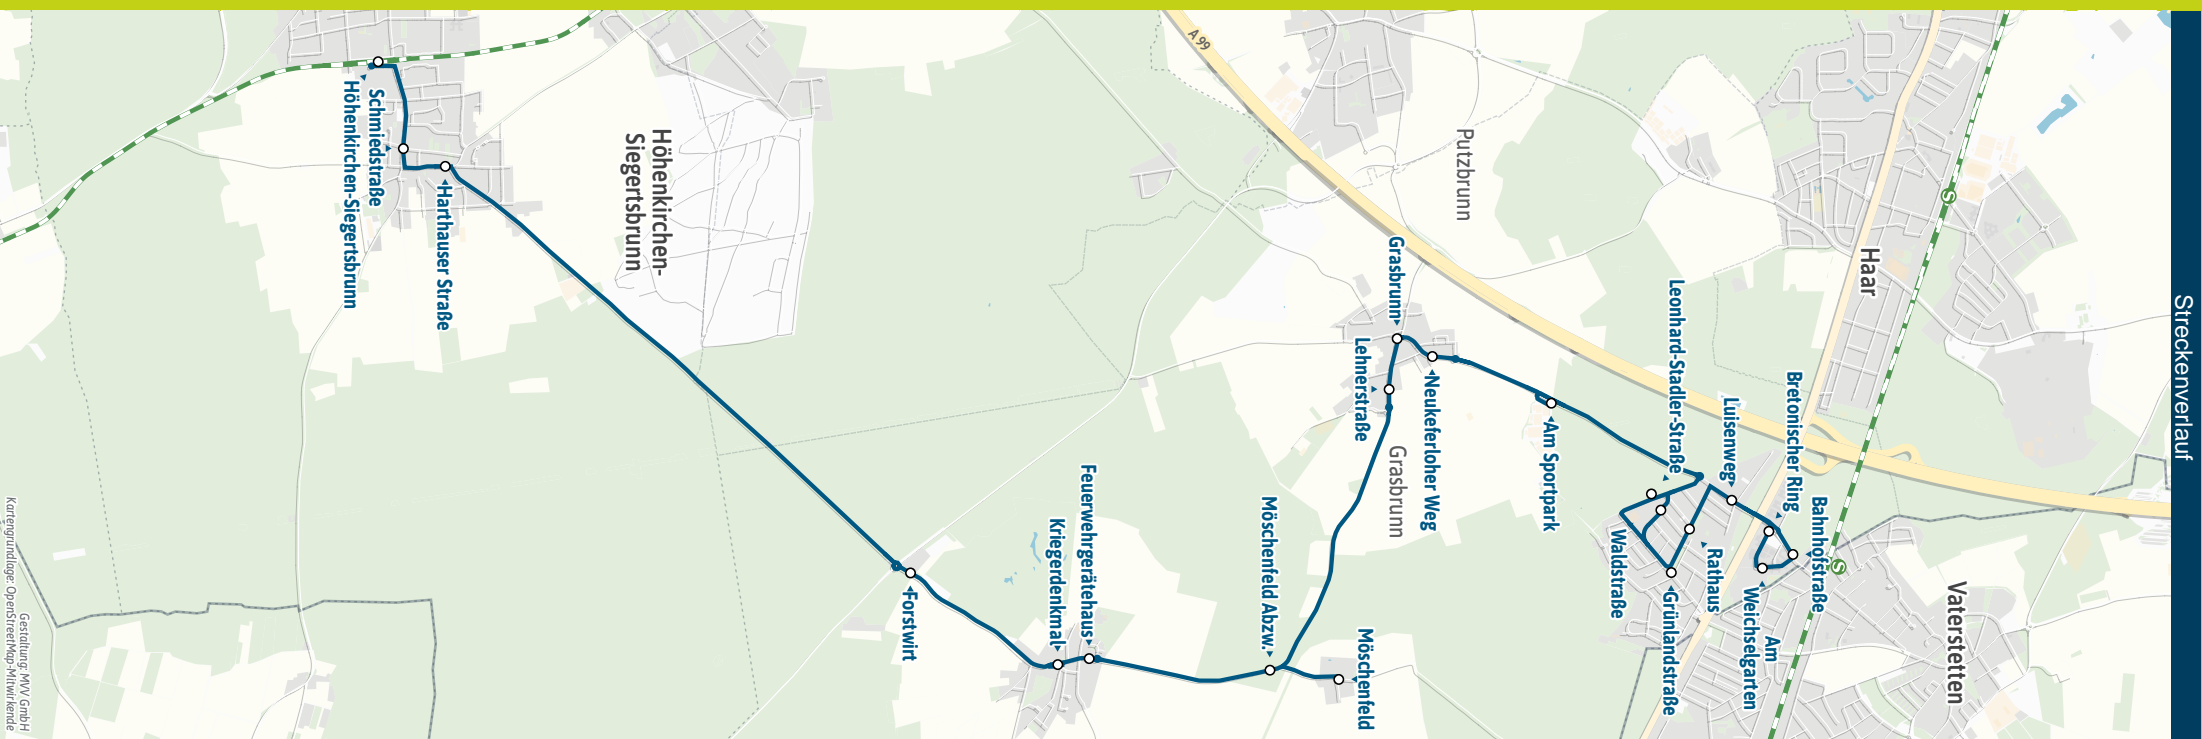 Streckenverlauf
A 99
Putzbrunn
Haar
Vaterstetten
Höhenkirchen-
Siegertsbrunn
Grasbrunn
Bahnhofstraße
Bretonischer Ring
Am
Weichselgarten
Luisenweg
Rathaus
Grünlandstraße
Leonhard-Stadler-Straße
Waldstraße
Am Sportpark
Neukeferloher Weg
Grasbrunn
Lehnerstraße
Möschenfeld
Möschenfeld Abzw.
Feuerwehrgerätehaus
Kriegerdenkmal
Forstwirt
Harthauser Straße
Schmiedstraße
Höhenkirchen-Siegertsbrunn
S
S
Gestaltung: MVV GmbH
Kartengrundlage: OpenStreetMap-Mitwirkende